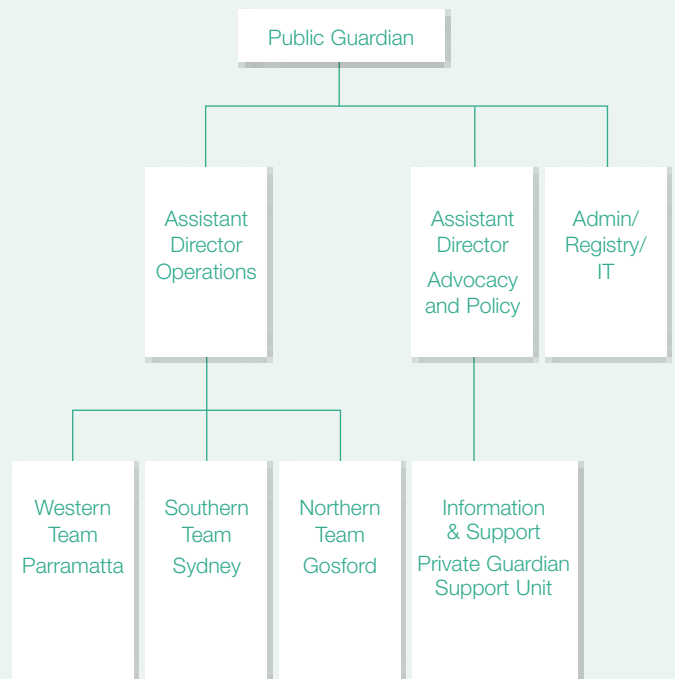 Public Guardian
Assistant
Director
Operations
Assistant
Director
Advocacy
and Policy
Admin/
Registry/
IT
Western
Team
Parramatta
Southern
Team
Sydney
Northern
Team
Gosford
Information
& Support
Private Guardian
Support Unit